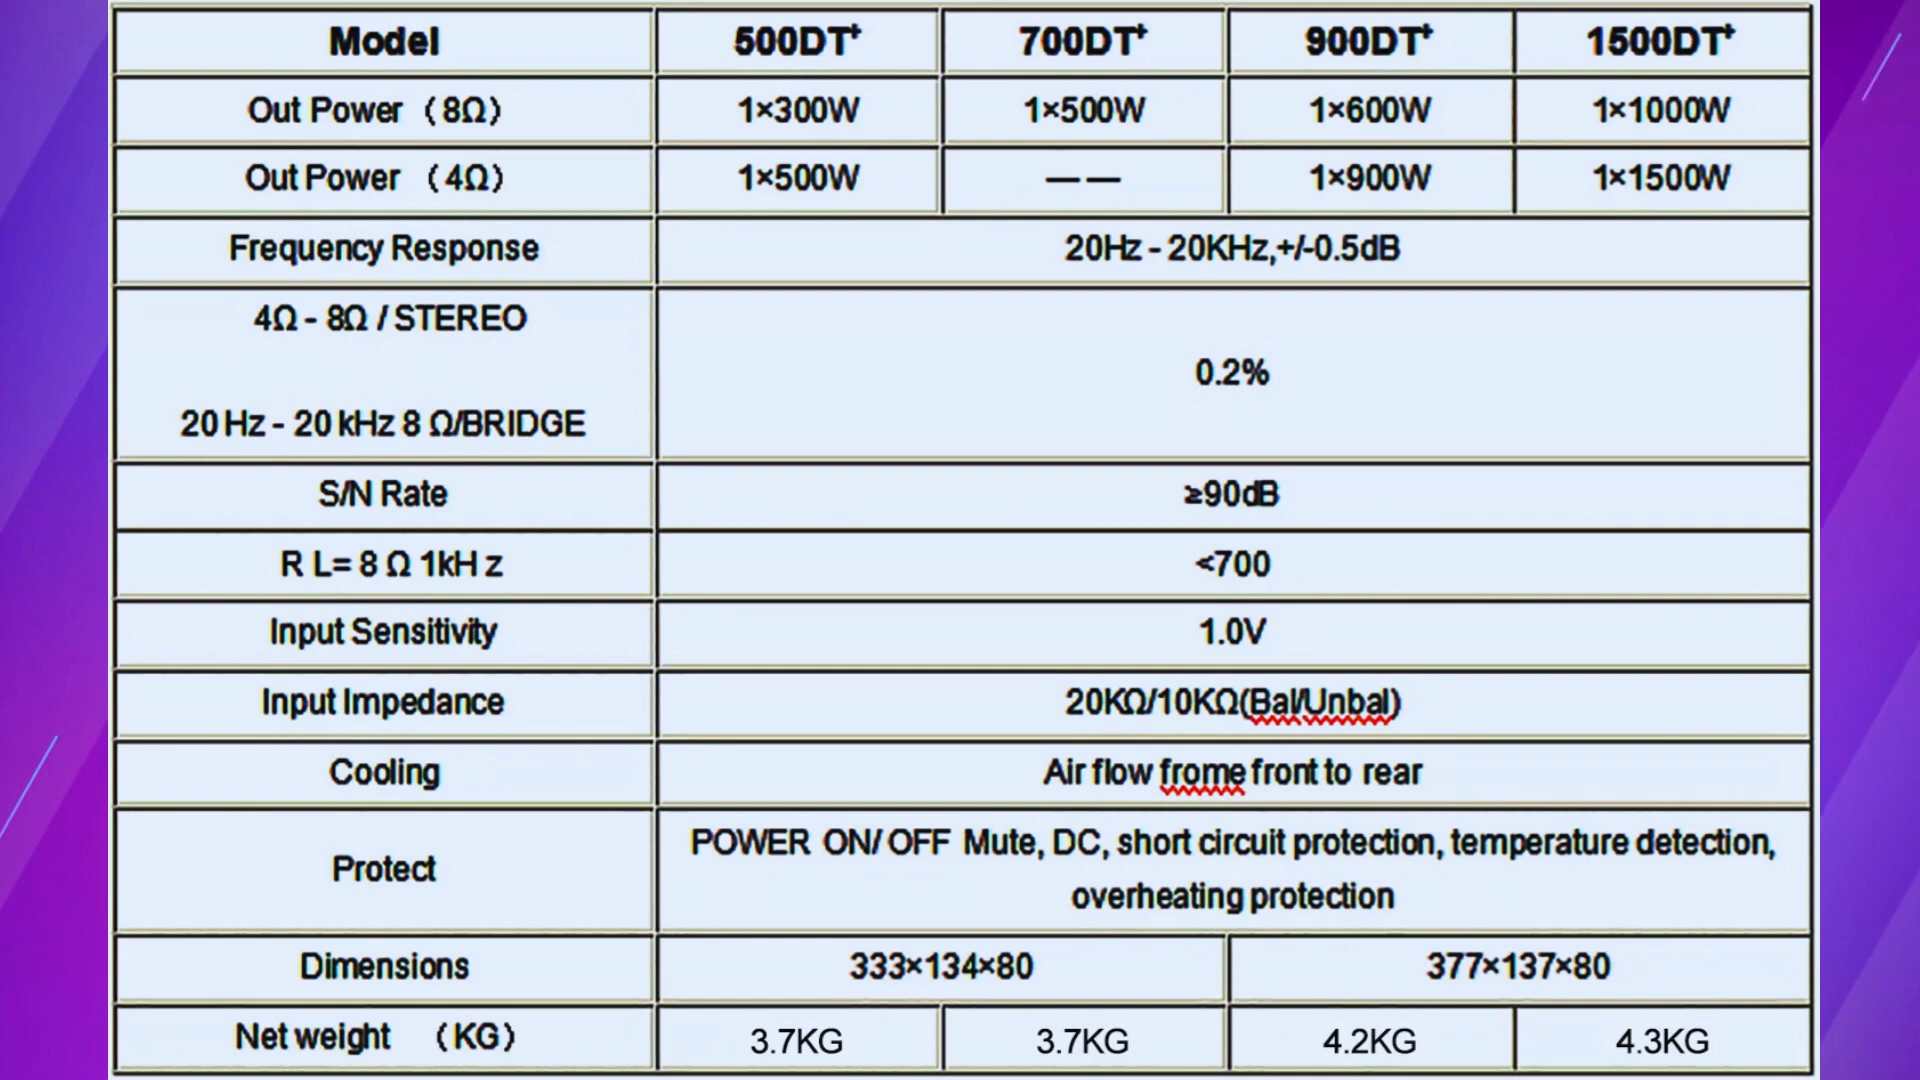 Model 500DT⁺ 700DT⁺ 900DT⁺ 1500DT⁺
Out Power （8Ω） 1×300W 1×500W 1×600W 1×1000W
Out Power （4Ω） 1×500W —— 1×900W 1×1500W
Frequency Response 20Hz - 20KHz,+/-0.5dB
4Ω - 8Ω / STEREO
20 Hz - 20 kHz 8 Ω/BRIDGE
0.2%
S/N Rate ≥90dB
R L= 8 Ω 1kH z <700
Input Sensitivity 1.0V
Input Impedance 20KΩ/10KΩ(Bal/Unbal)
Cooling Air flow frome front to rear
Protect
POWER ON/ OFF Mute, DC, short circuit protection, temperature detection,
overheating protection
Dimensions 333×134×80 377×137×80
Net weight （KG） 3.7KG 3.7KG 4.2KG 4.3KG